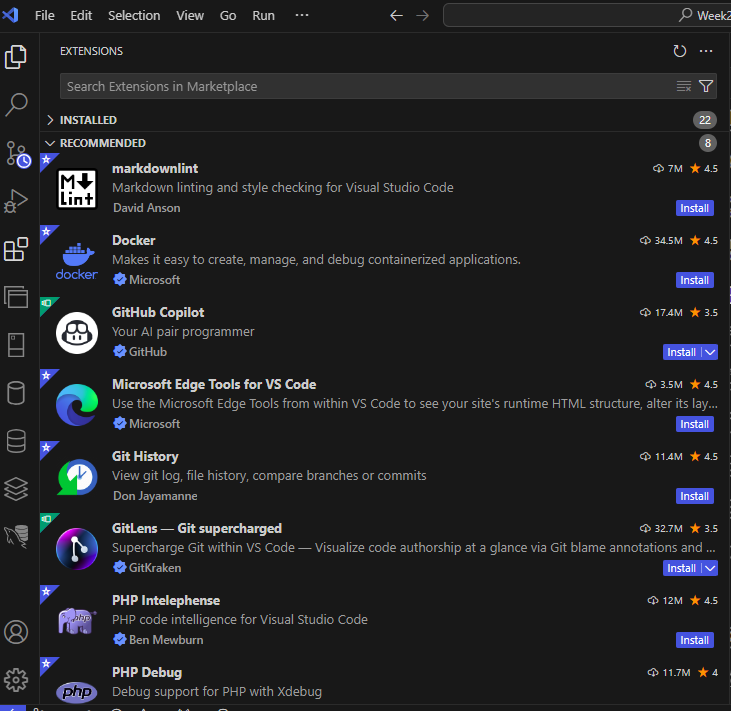 File Edit Selection View Go Run ··· Week2
EXTENSIONS
Search Extensions in Marketplace
INSTALLED 22
RECOMMENDED 8
markdownlint 7M 4.5
Markdown linting and style checking for Visual Studio Code
David Anson Install
Docker 34.5M 4.5
Makes it easy to create, manage, and debug containerized applications.
Microsoft Install
GitHub Copilot 17.4M 3.5
Your AI pair programmer
GitHub Install
Microsoft Edge Tools for VS Code 3.5M 4.5
Use the Microsoft Edge Tools from within VS Code to see your site's runtime HTML structure, alter its lay...
Microsoft Install
Git History 11.4M 4.5
View git log, file history, compare branches or commits
Don Jayamanne Install
GitLens — Git supercharged 32.7M 3.5
Supercharge Git within VS Code — Visualize code authorship at a glance via Git blame annotations and ...
GitKraken Install
PHP Intelephense 12M 4.5
PHP code intelligence for Visual Studio Code
Ben Mewburn Install
PHP Debug 11.7M 4
Debug support for PHP with Xdebug
M↓
Lint
docker
php
php